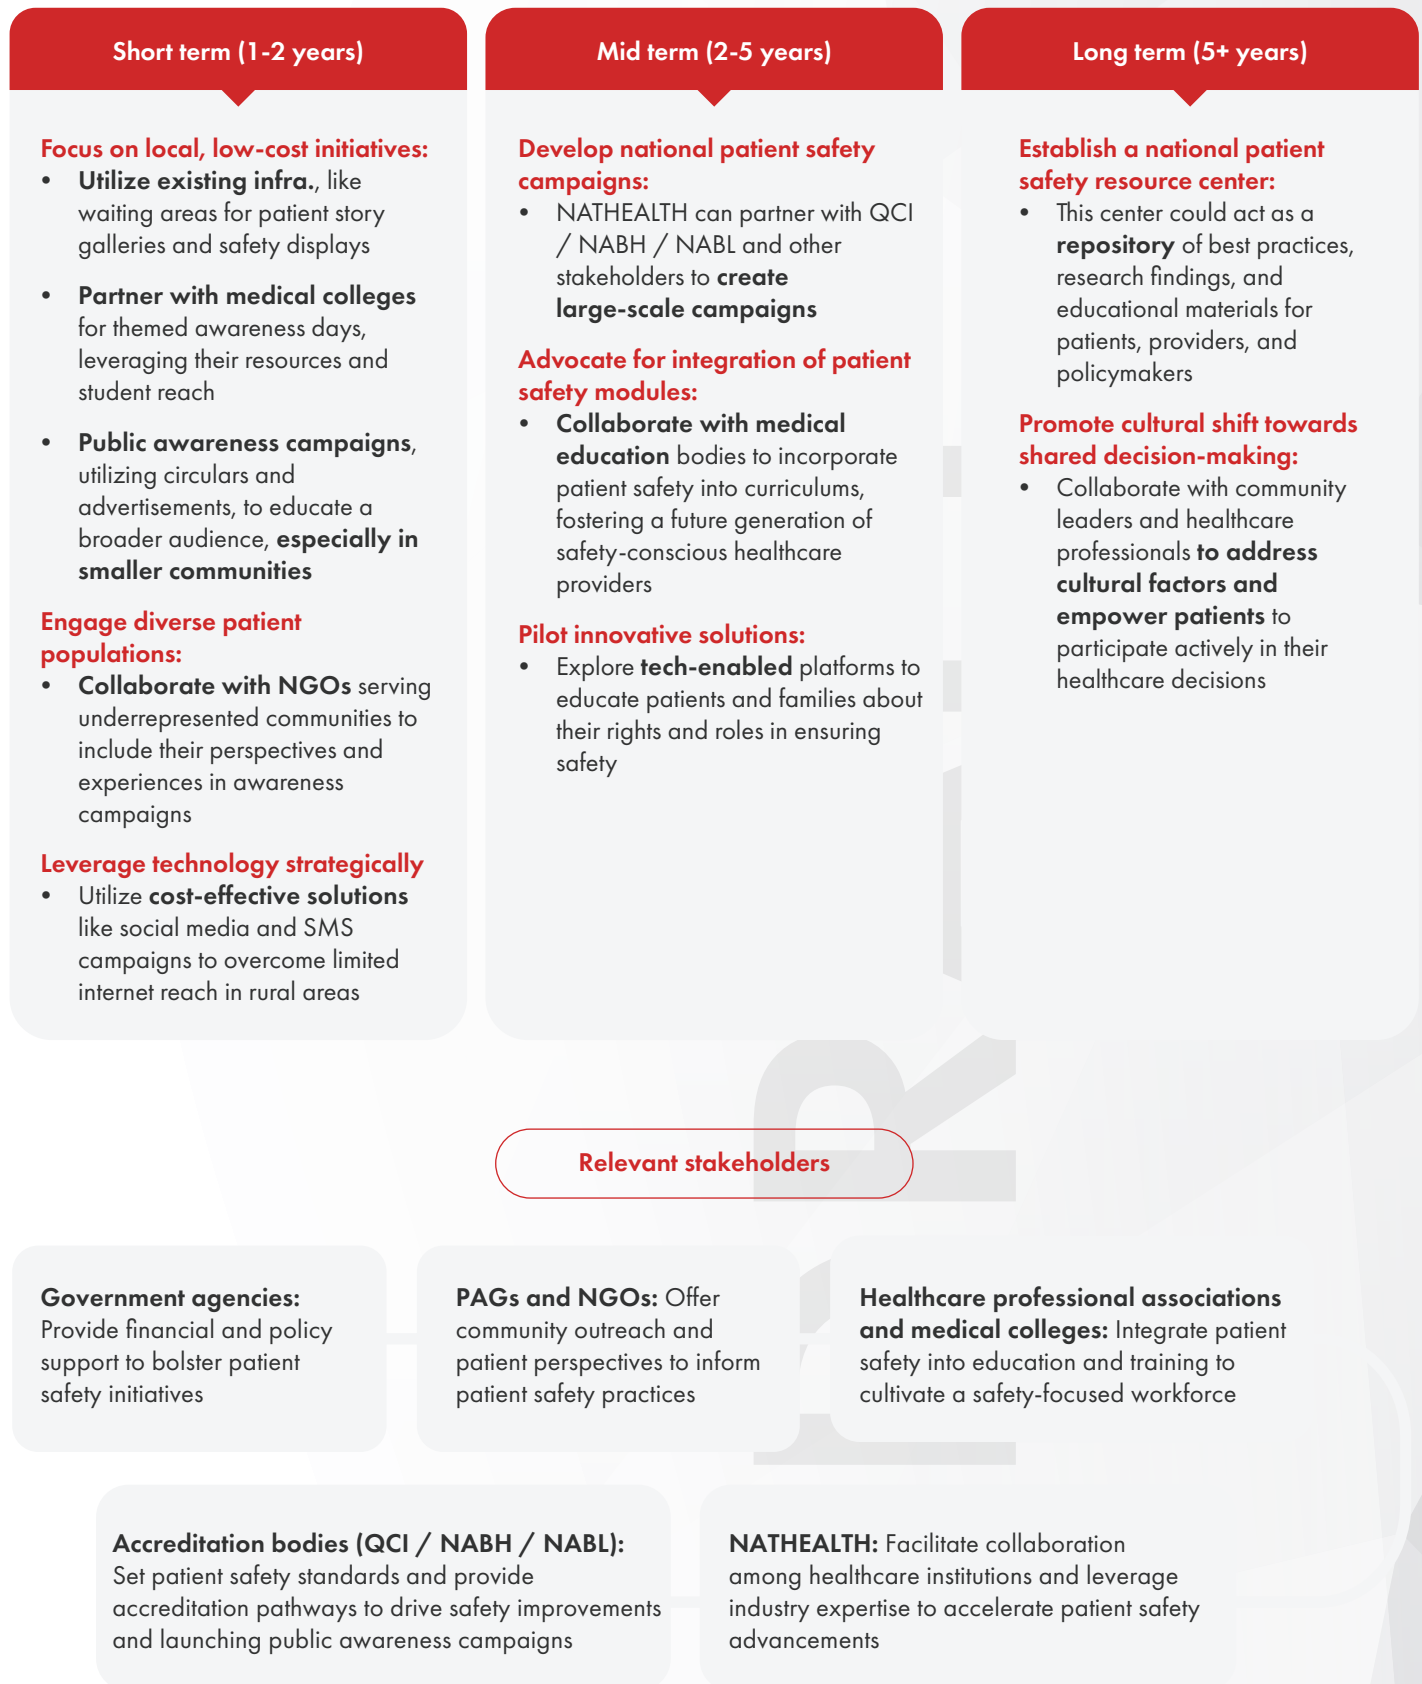 Short term (1-2 years)
Focus on local, low-cost initiatives:
• Utilize existing infra., like
waiting areas for patient story
galleries and safety displays
• Partner with medical colleges
for themed awareness days,
leveraging their resources and
student reach
• Public awareness campaigns,
utilizing circulars and
advertisements, to educate a
broader audience, especially in
smaller communities
Engage diverse patient
populations:
• Collaborate with NGOs serving
underrepresented communities to
include their perspectives and
experiences in awareness
campaigns
Leverage technology strategically
• Utilize cost-effective solutions
like social media and SMS
campaigns to overcome limited
internet reach in rural areas
Mid term (2-5 years)
Develop national patient safety
campaigns:
• NATHEALTH can partner with QCI
/ NABH / NABL and other
stakeholders to create
large-scale campaigns
Advocate for integration of patient
safety modules:
• Collaborate with medical
education bodies to incorporate
patient safety into curriculums,
fostering a future generation of
safety-conscious healthcare
providers
Pilot innovative solutions:
• Explore tech-enabled platforms to
educate patients and families about
their rights and roles in ensuring
safety
Long term (5+ years)
Establish a national patient
safety resource center:
• This center could act as a
repository of best practices,
research findings, and
educational materials for
patients, providers, and
policymakers
Promote cultural shift towards
shared decision-making:
• Collaborate with community
leaders and healthcare
professionals to address
cultural factors and
empower patients to
participate actively in their
healthcare decisions
Relevant stakeholders
Government agencies:
Provide financial and policy
support to bolster patient
safety initiatives
PAGs and NGOs: Offer
community outreach and
patient perspectives to inform
patient safety practices
Healthcare professional associations
and medical colleges: Integrate patient
safety into education and training to
cultivate a safety-focused workforce
Accreditation bodies (QCI / NABH / NABL):
Set patient safety standards and provide
accreditation pathways to drive safety improvements
and launching public awareness campaigns
NATHEALTH: Facilitate collaboration
among healthcare institutions and leverage
industry expertise to accelerate patient safety
advancements